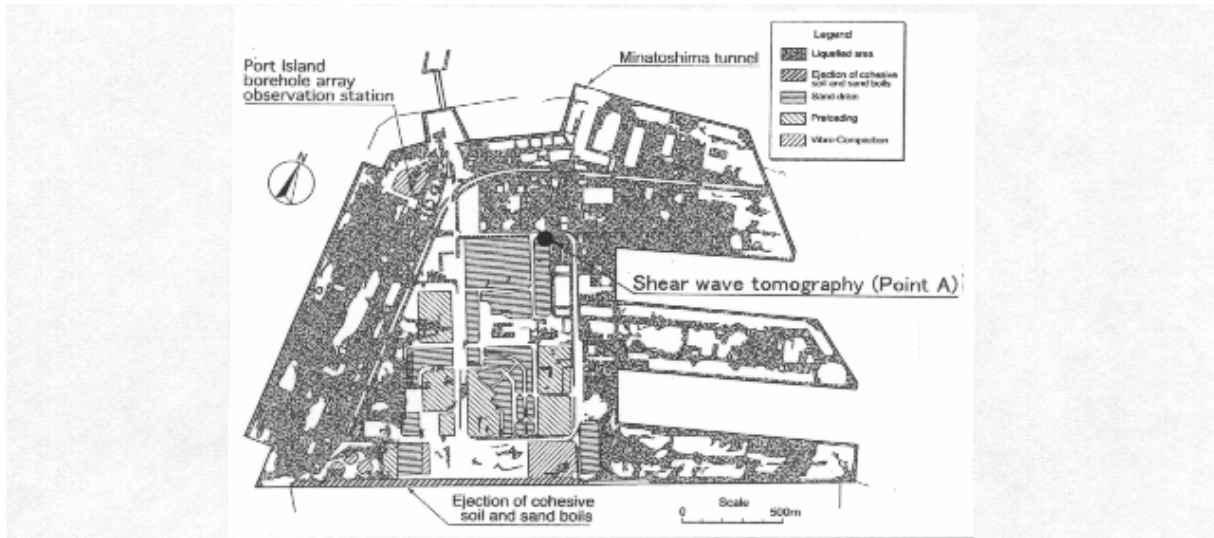 Port Island
borehole array
observation station
Minatoshima tunnel
Legend
Liquefied area
Ejection of cohesive
soil and sand boils
Sand drain
Preloading
Vibro-Compaction
N
Shear wave tomography (Point A)
Ejection of cohesive
soil and sand boils
Scale
0 500m